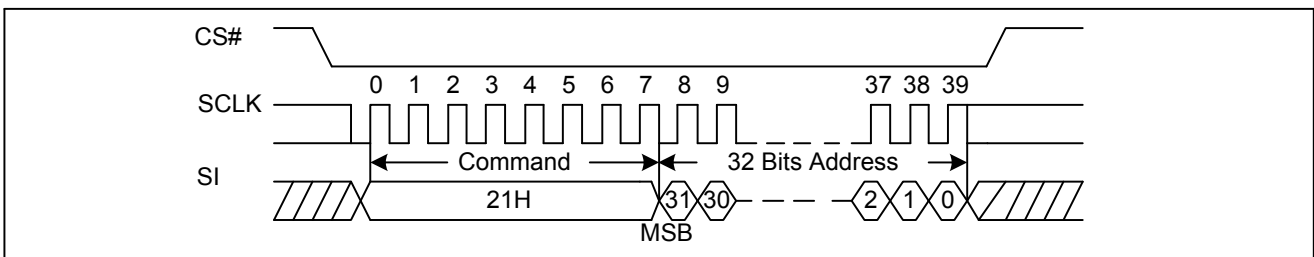 CS#
0 1 2 3 4 5 6 7 8 9 37 38 39
SCLK
Command 32 Bits Address
SI
21H 31 30 2 1 0
MSB